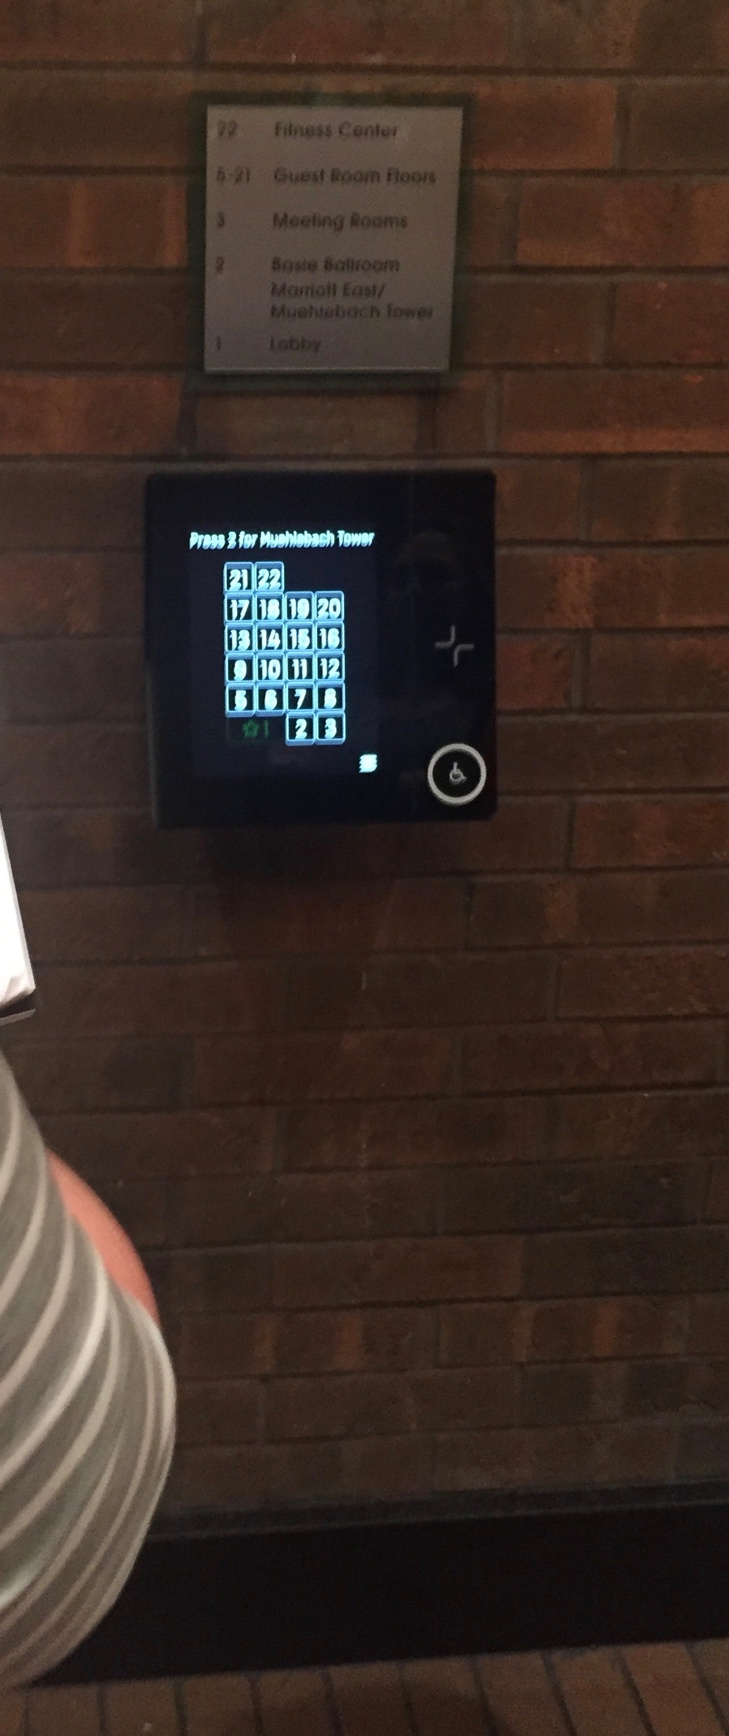 22 Fitness Center
5-21 Guest Room Floors
3 Meeting Rooms
2 Basie Ballroom
Marriott East/
Muehlebach Tower
1 Lobby
Press 2 for Muehlebach Tower
21 22
17 18 19 20
13 14 15 16
9 10 11 12
5 6 7 8
☆1 2 3